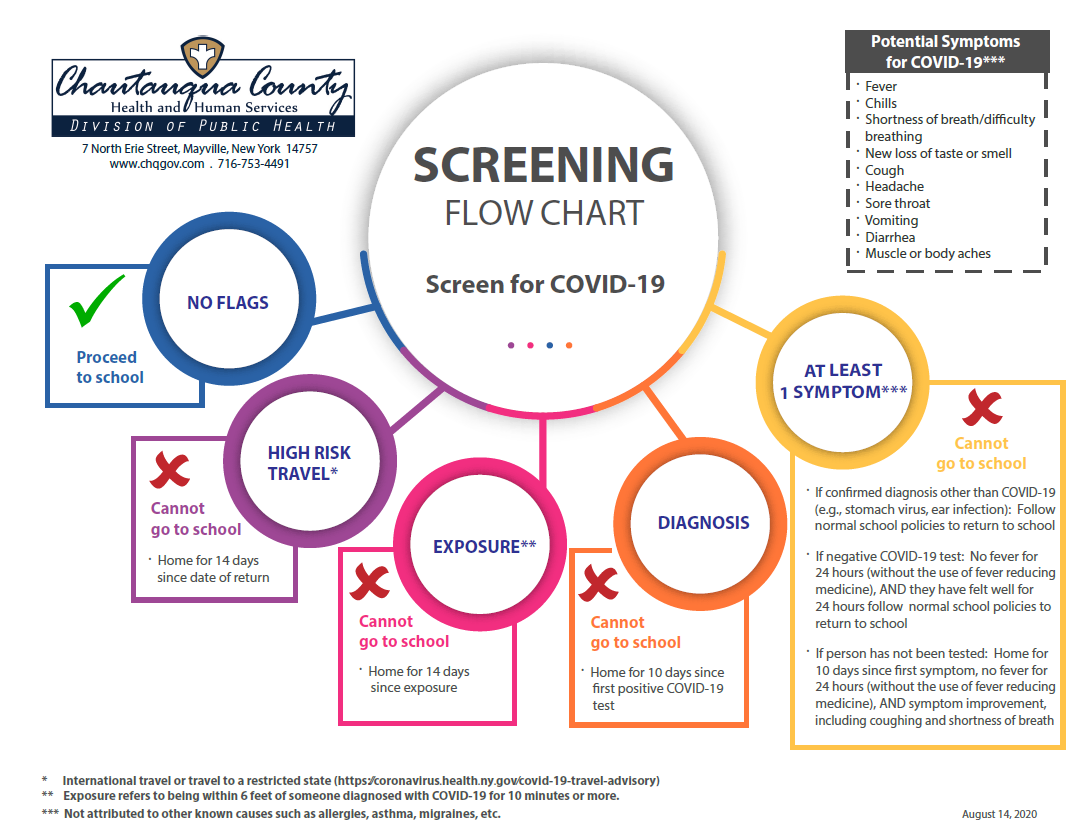 Chautauqua County
Health and Human Services
DIVISION OF PUBLIC HEALTH
7 North Erie Street, Mayville, New York 14757
www.chqgov.com . 716-753-4491
SCREENING
FLOW CHART
Screen for COVID-19
Potential Symptoms
for COVID-19***
· Fever
· Chills
· Shortness of breath/difficulty
breathing
· New loss of taste or smell
· Cough
· Headache
· Sore throat
· Vomiting
· Diarrhea
· Muscle or body aches
NO FLAGS
Proceed
to school
HIGH RISK
TRAVEL*
Cannot
go to school
· Home for 14 days
since date of return
EXPOSURE**
Cannot
go to school
· Home for 14 days
since exposure
DIAGNOSIS
Cannot
go to school
· Home for 10 days since
first positive COVID-19
test
AT LEAST
1 SYMPTOM***
Cannot
go to school
· If confirmed diagnosis other than COVID-19
(e.g., stomach virus, ear infection): Follow
normal school policies to return to school
· If negative COVID-19 test: No fever for
24 hours (without the use of fever reducing
medicine), AND they have felt well for
24 hours follow normal school policies to
return to school
· If person has not been tested: Home for
10 days since first symptom, no fever for
24 hours (without the use of fever reducing
medicine), AND symptom improvement,
including coughing and shortness of breath
* International travel or travel to a restricted state (https://coronavirus.health.ny.gov/covid-19-travel-advisory)
** Exposure refers to being within 6 feet of someone diagnosed with COVID-19 for 10 minutes or more.
*** Not attributed to other known causes such as allergies, asthma, migraines, etc.
August 14, 2020